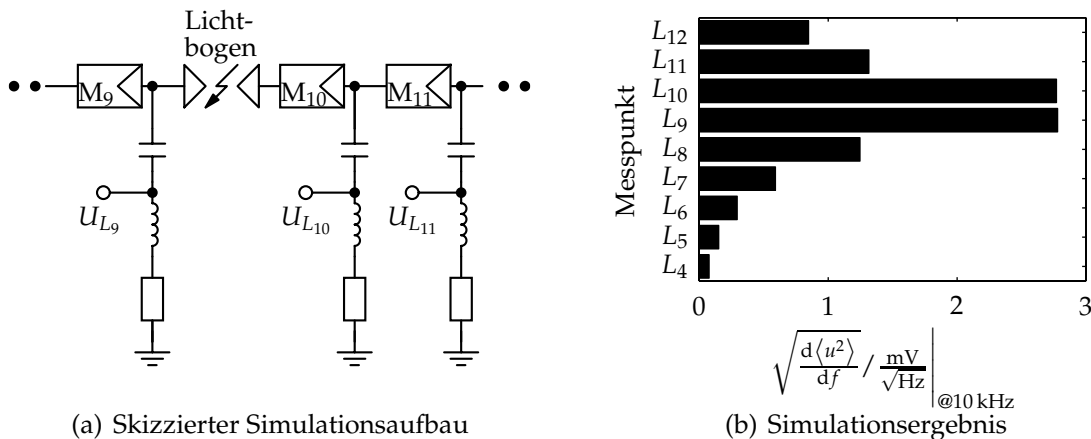 Licht-
bogen
M9 M10 M11
UL9 UL10 UL11
(a) Skizzierter Simulationsaufbau
Messpunkt
L12
L11
L10
L9
L8
L7
L6
L5
L4
0 1 2 3
√(d⟨u²⟩/df) / mV/√Hz |@10 kHz
(b) Simulationsergebnis